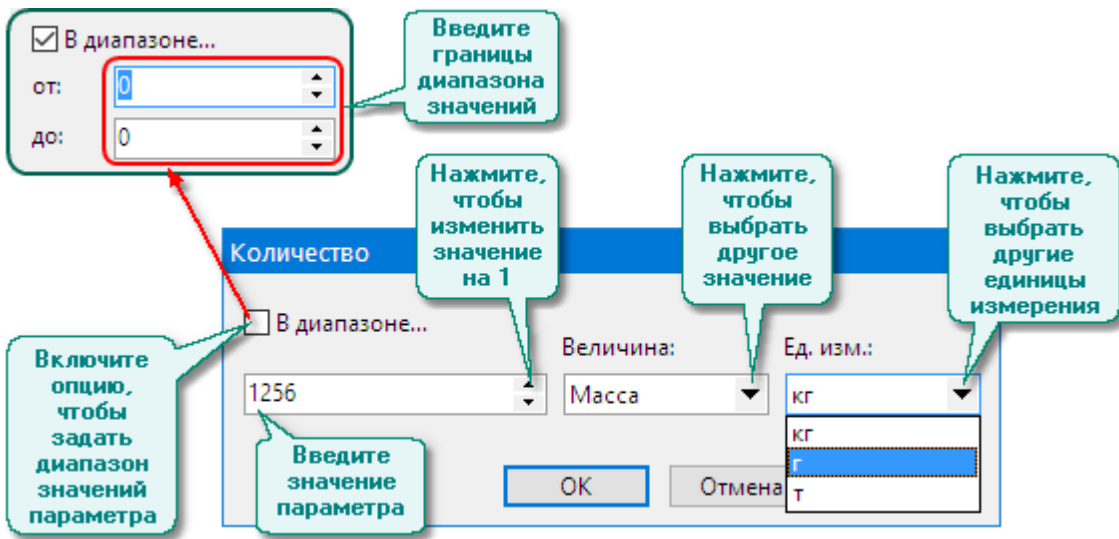 В диапазоне...
от:
0
до:
0
Введите
границы
диапазона
значений
Нажмите,
чтобы
изменить
значение
на 1
Нажмите,
чтобы
выбрать
другое
значение
Нажмите,
чтобы
выбрать
другие
единицы
измерения
Количество
В диапазоне...
Величина:
Ед. изм.:
1256
Масса
кг
кг
г
т
OK
Отмена
Включите
опцию,
чтобы
задать
диапазон
значений
параметра
Введите
значение
параметра